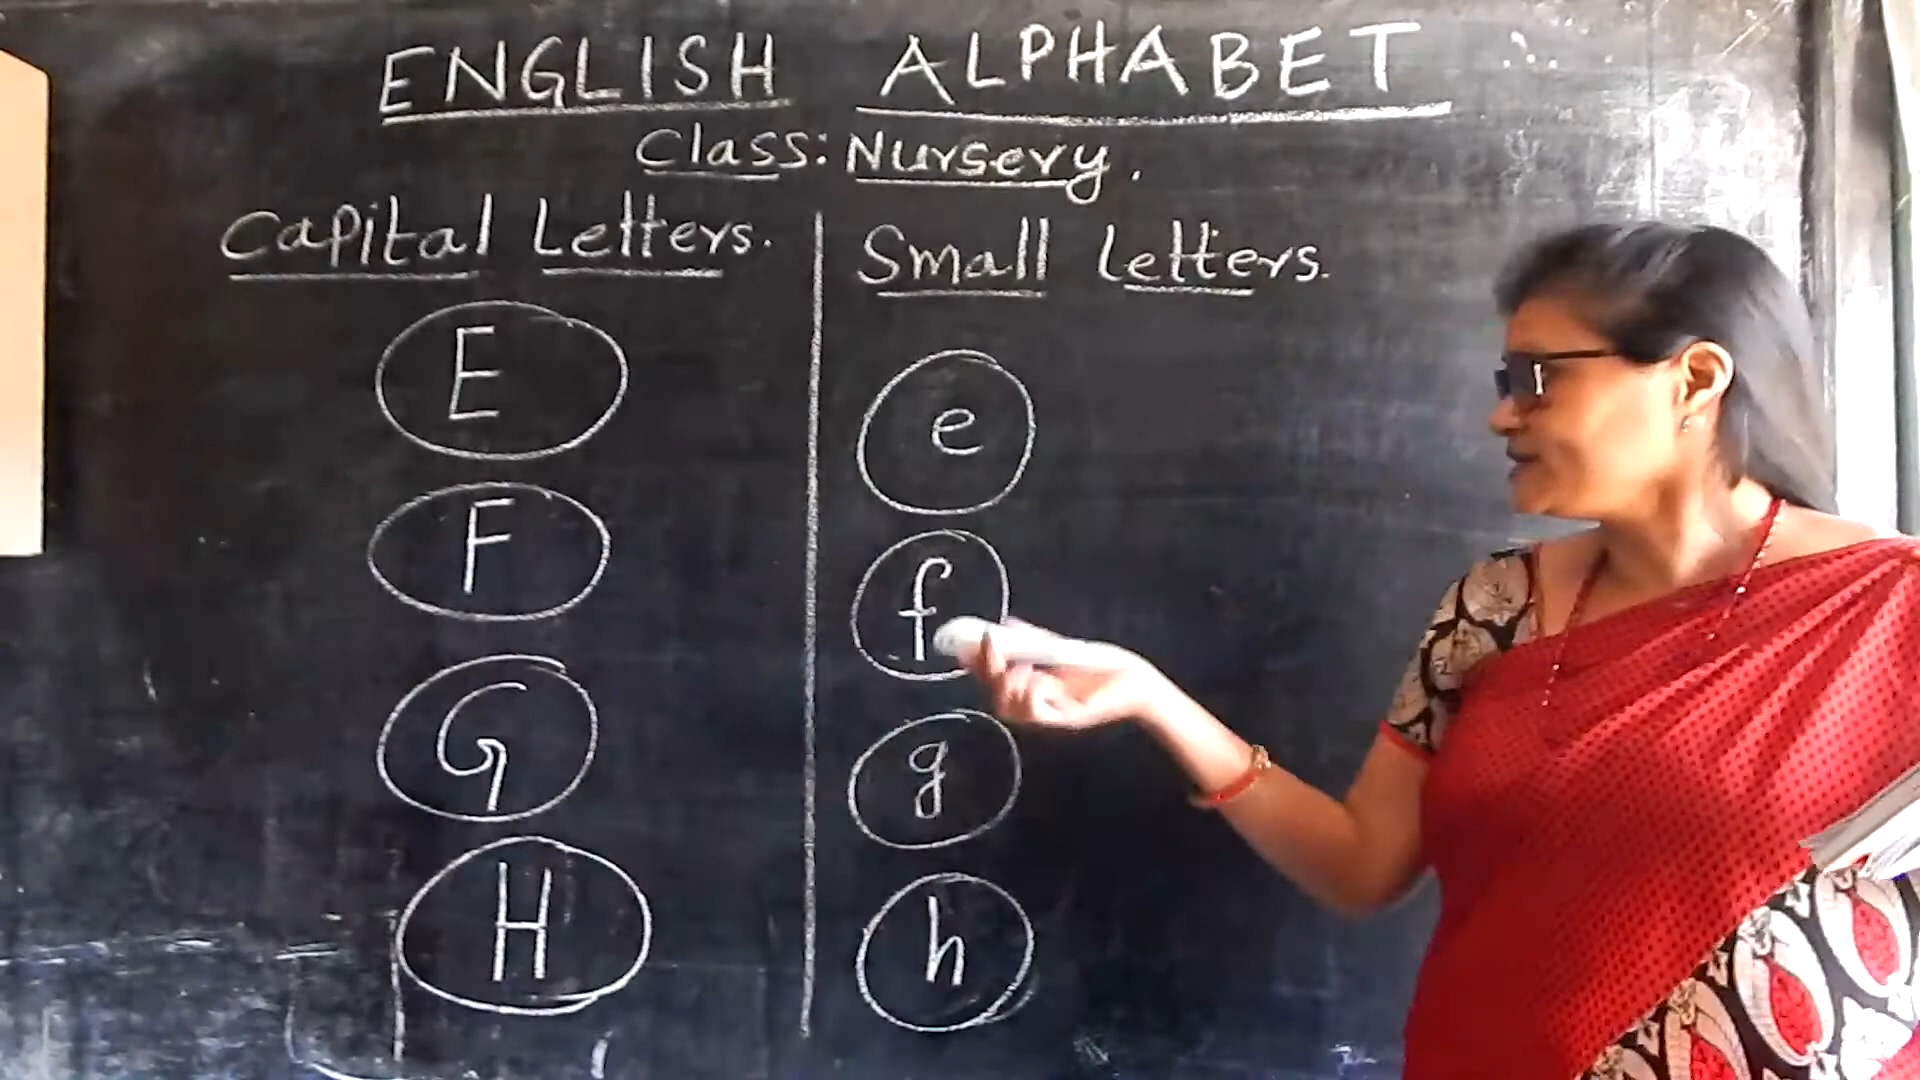 ENGLISH ALPHABET
Class: Nursery.
Capital Letters.
E
F
G
H
Small Letters.
e
f
g
h